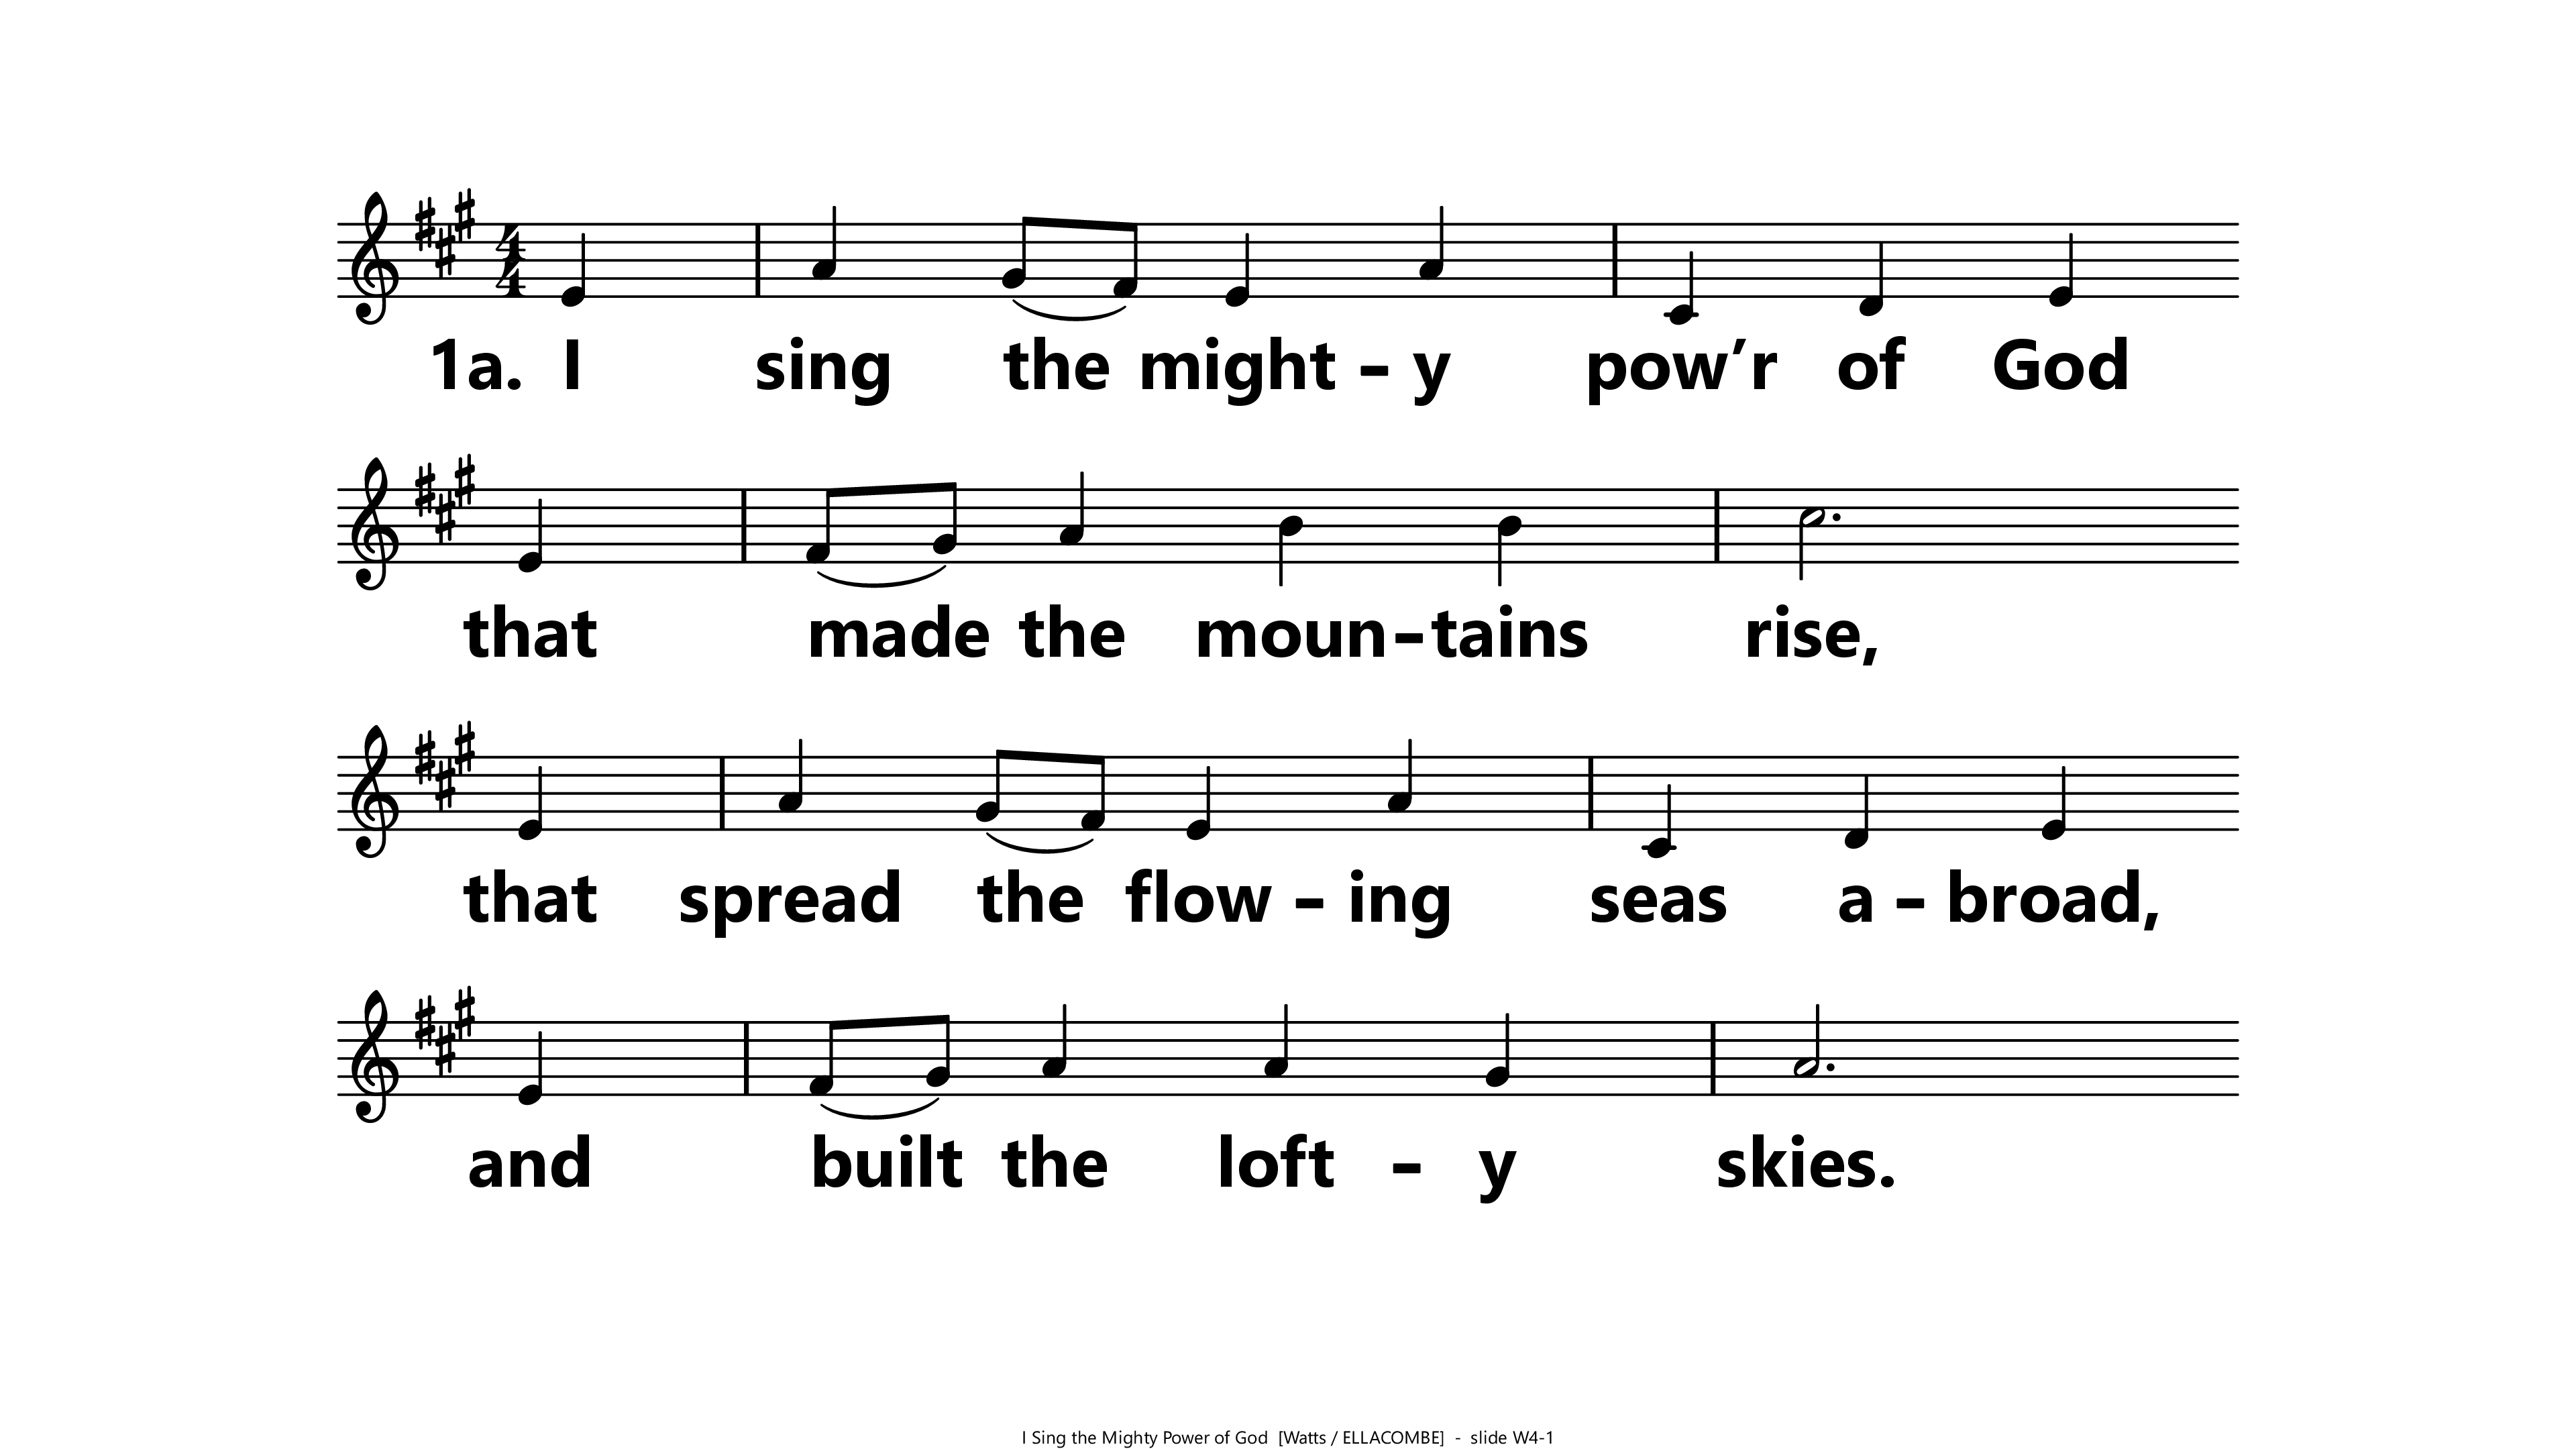 1a. I sing the might - y pow’r of God
that made the moun-tains rise,
that spread the flow - ing seas a - broad,
and built the loft - y skies.
I Sing the Mighty Power of God [Watts / ELLACOMBE] - slide W4-1